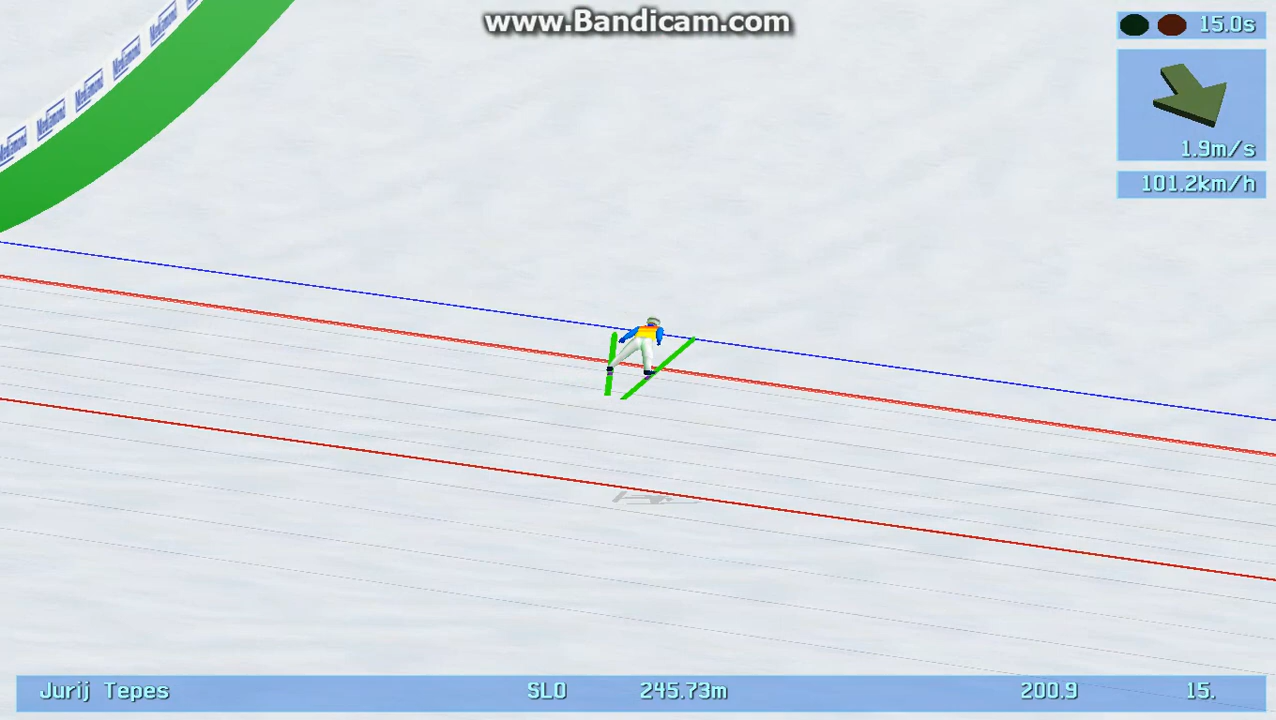 www.Bandicam.com
15.0s
1.9m/s
101.2km/h
Jurij Tepes SLO 245.73m 200.9 15.